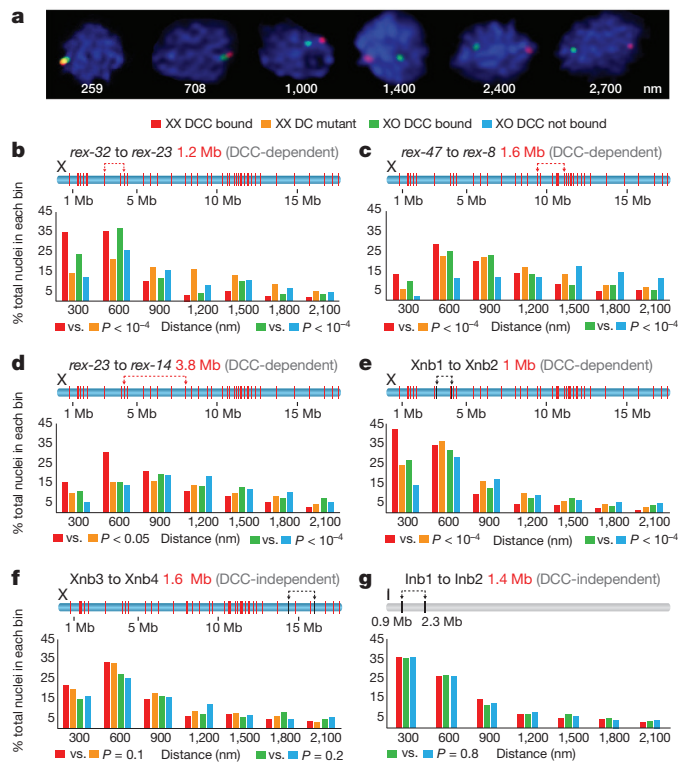 a
259 708 1,000 1,400 2,400 2,700 nm
XX DCC bound XX DC mutant XO DCC bound XO DCC not bound
b
rex-32 to rex-23 1.2 Mb (DCC-dependent)
X
1 Mb 5 Mb 10 Mb 15 Mb
% total nuclei in each bin
45
35
25
15
5
300 600 900 1,200 1,500 1,800 2,100
vs. P < 10⁻⁴ Distance (nm) vs. P < 10⁻⁴
c
rex-47 to rex-8 1.6 Mb (DCC-dependent)
X
1 Mb 5 Mb 10 Mb 15 Mb
45
35
25
15
5
300 600 900 1,200 1,500 1,800 2,100
vs. P < 10⁻⁴ Distance (nm) vs. P < 10⁻⁴
d
rex-23 to rex-14 3.8 Mb (DCC-dependent)
X
1 Mb 5 Mb 10 Mb 15 Mb
% total nuclei in each bin
45
35
25
15
5
300 600 900 1,200 1,500 1,800 2,100
vs. P < 0.05 Distance (nm) vs. P < 10⁻⁴
e
Xnb1 to Xnb2 1 Mb (DCC-dependent)
X
1 Mb 5 Mb 10 Mb 15 Mb
45
35
25
15
5
300 600 900 1,200 1,500 1,800 2,100
vs. P < 10⁻⁴ Distance (nm) vs. P < 10⁻⁴
f
Xnb3 to Xnb4 1.6 Mb (DCC-independent)
X
1 Mb 5 Mb 10 Mb 15 Mb
% total nuclei in each bin
45
35
25
15
5
300 600 900 1,200 1,500 1,800 2,100
vs. P = 0.1 Distance (nm) vs. P = 0.2
g
Inb1 to Inb2 1.4 Mb (DCC-independent)
I
0.9 Mb 2.3 Mb
45
35
25
15
5
300 600 900 1,200 1,500 1,800 2,100
vs. P = 0.8 Distance (nm)